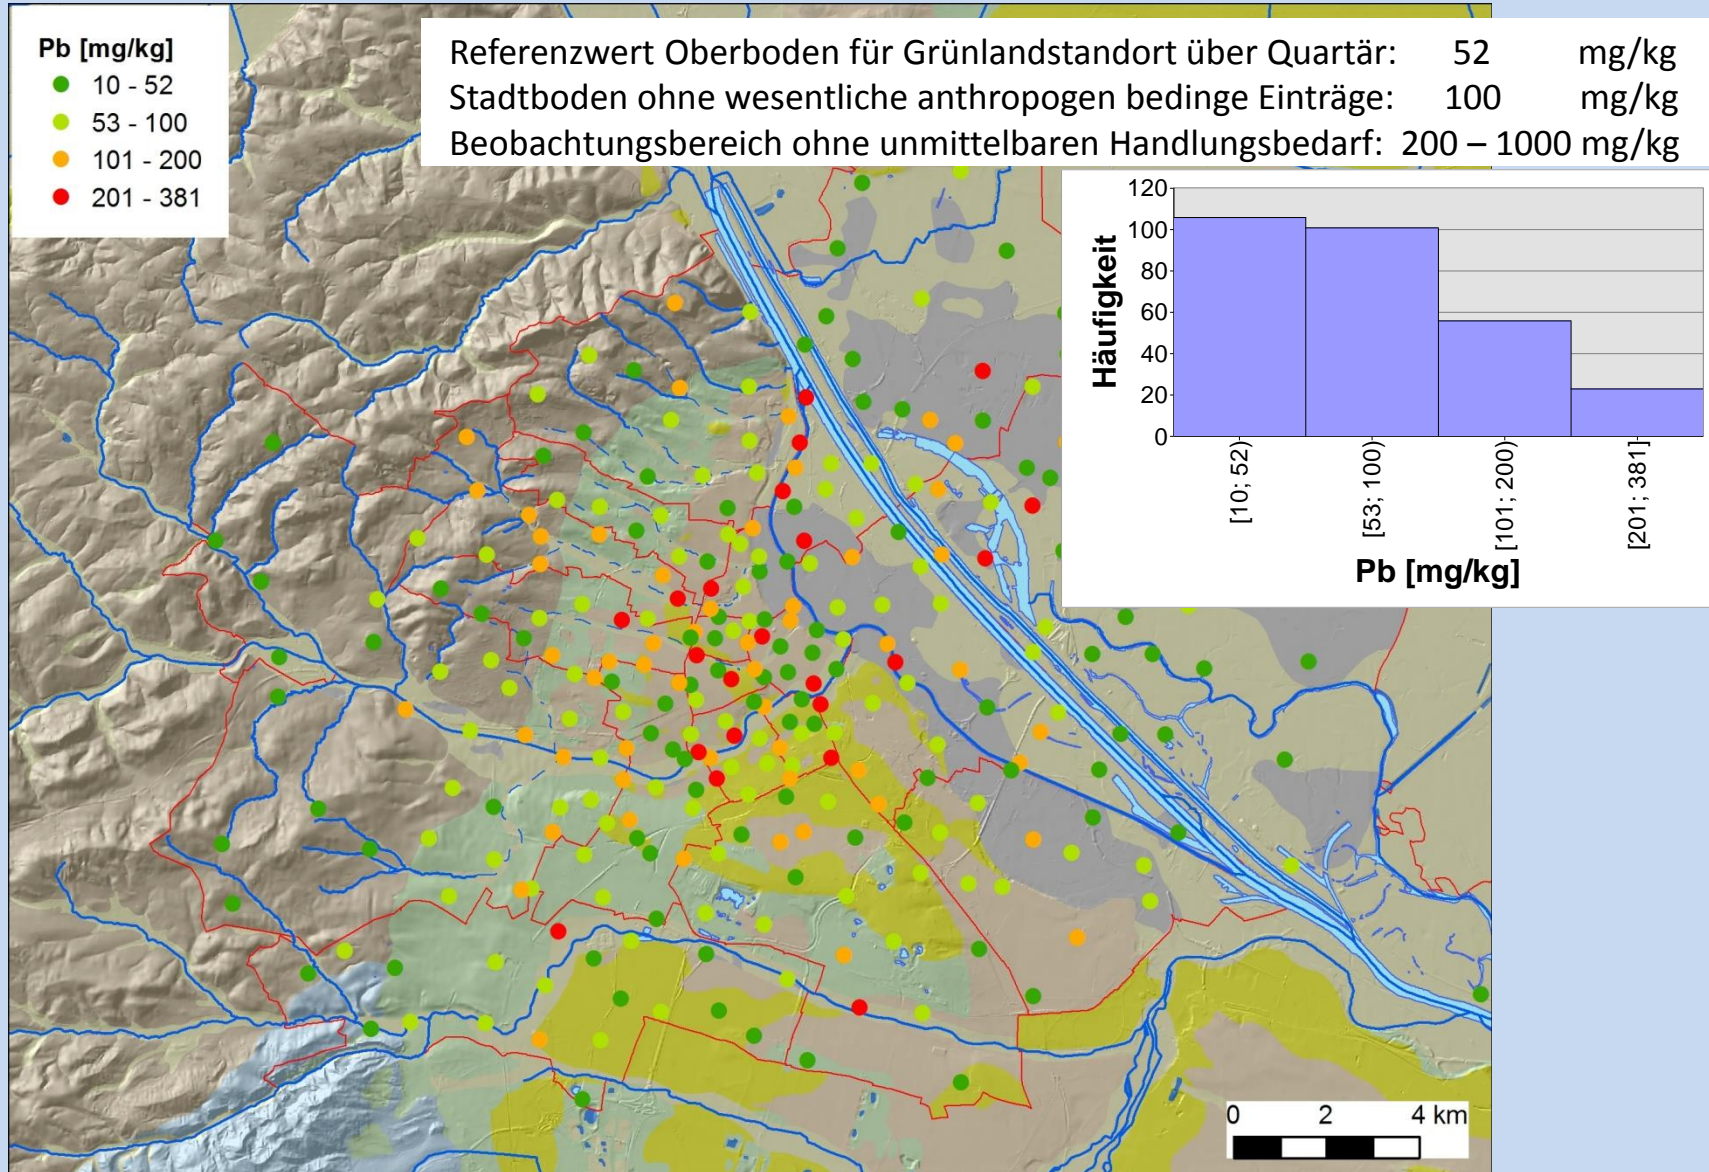 Pb [mg/kg]
10 - 52
53 - 100
101 - 200
201 - 381
Referenzwert Oberboden für Grünlandstandort über Quartär: 52 mg/kg
Stadtboden ohne wesentliche anthropogen bedinge Einträge: 100 mg/kg
Beobachtungsbereich ohne unmittelbaren Handlungsbedarf: 200 – 1000 mg/kg
120
100
80
60
40
20
0
Häufigkeit
[10; 52)
[53; 100)
[101; 200)
[201; 381]
Pb [mg/kg]
0 2 4 km